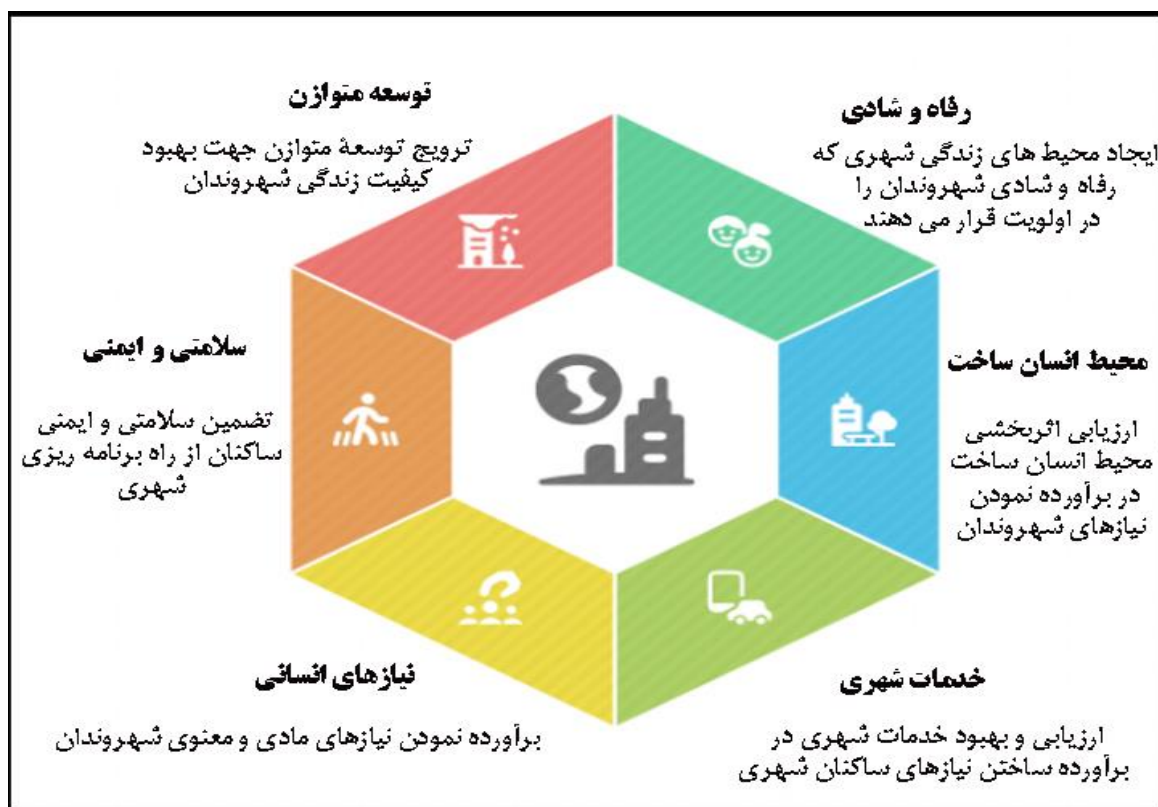 رفاه و شادی
ایجاد محیط های زندگی شهری که
رفاه و شادی شهروندان را
در اولویت قرار می دهند
محیط انسان ساخت
ارزیابی اثربخشی
محیط انسان ساخت
در برآورده نمودن
نیازهای شهروندان
خدمات شهری
ارزیابی و بهبود خدمات شهری در
برآورده ساختن نیازهای ساکنان شهری
توسعه متوازن
ترویج توسعۀ متوازن جهت بهبود
کیفیت زندگی شهروندان
سلامتی و ایمنی
تضمین سلامتی و ایمنی
ساکنان از راه برنامه ریزی
شهری
نیازهای انسانی
برآورده نمودن نیازهای مادی و معنوی شهروندان